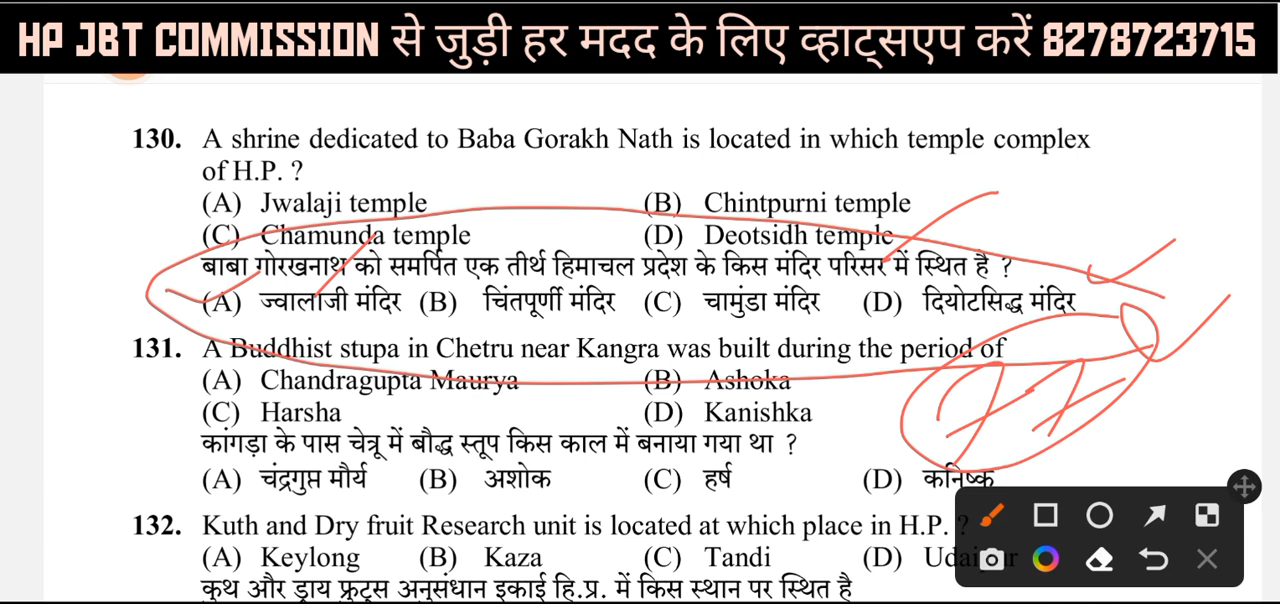 HP JBT COMMISSION से जुड़ी हर मदद के लिए व्हाट्सएप करें 8278723715
130. A shrine dedicated to Baba Gorakh Nath is located in which temple complex
of H.P. ?
(A) Jwalaji temple (B) Chintpurni temple
(C) Chamunda temple (D) Deotsidh temple
बाबा गोरखनाथ को समर्पित एक तीर्थ हिमाचल प्रदेश के किस मंदिर परिसर में स्थित है ?
(A) ज्वालाजी मंदिर (B) चिंतपूर्णी मंदिर (C) चामुंडा मंदिर (D) दियोटसिद्ध मंदिर
131. A Buddhist stupa in Chetru near Kangra was built during the period of
(A) Chandragupta Maurya (B) Ashoka
(C) Harsha (D) Kanishka
कांगड़ा के पास चेत्रू में बौद्ध स्तूप किस काल में बनाया गया था ?
(A) चंद्रगुप्त मौर्य (B) अशोक (C) हर्ष (D) कनिष्क
132. Kuth and Dry fruit Research unit is located at which place in H.P. ?
(A) Keylong (B) Kaza (C) Tandi (D)
कुथ और ड्राय फ्रुट्स अनुसंधान इकाई हि.प्र. में किस स्थान पर स्थित है